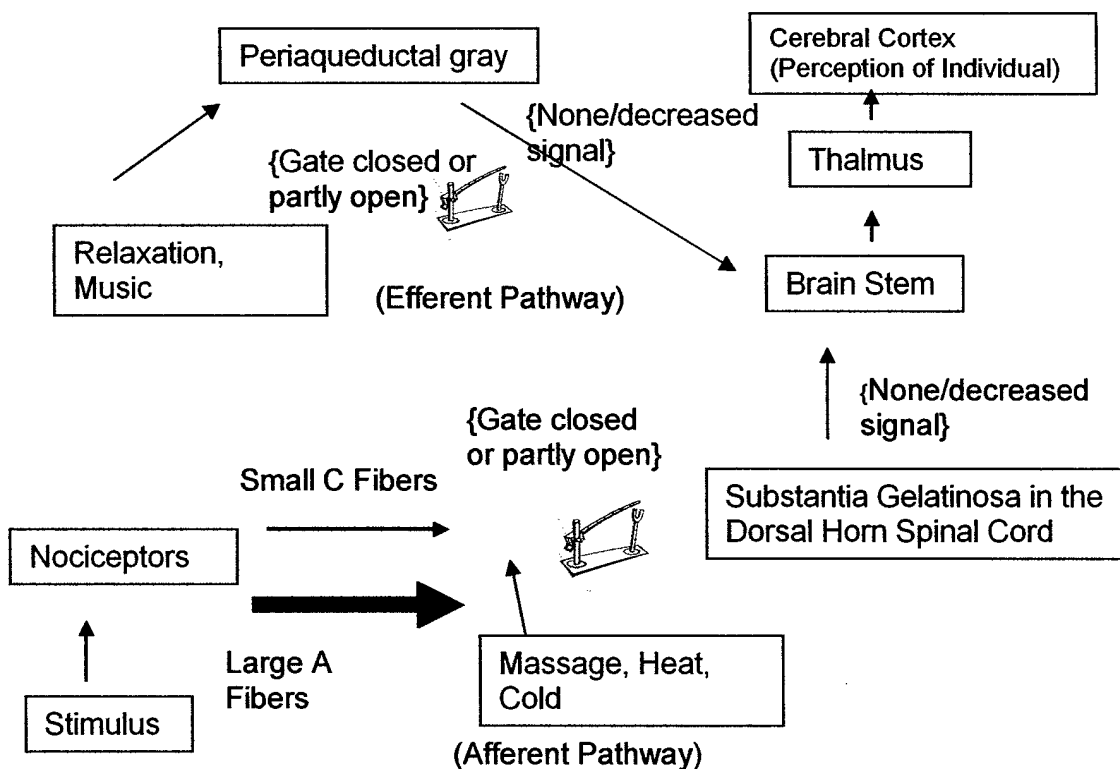 Periaqueductal gray
Cerebral Cortex
(Perception of Individual)
{None/decreased
signal}
Thalmus
{Gate closed or
partly open}
Relaxation,
Music
Brain Stem
(Efferent Pathway)
{None/decreased
signal}
{Gate closed
or partly open}
Small C Fibers
Substantia Gelatinosa in the
Dorsal Horn Spinal Cord
Nociceptors
Large A
Fibers
Massage, Heat,
Cold
Stimulus
(Afferent Pathway)